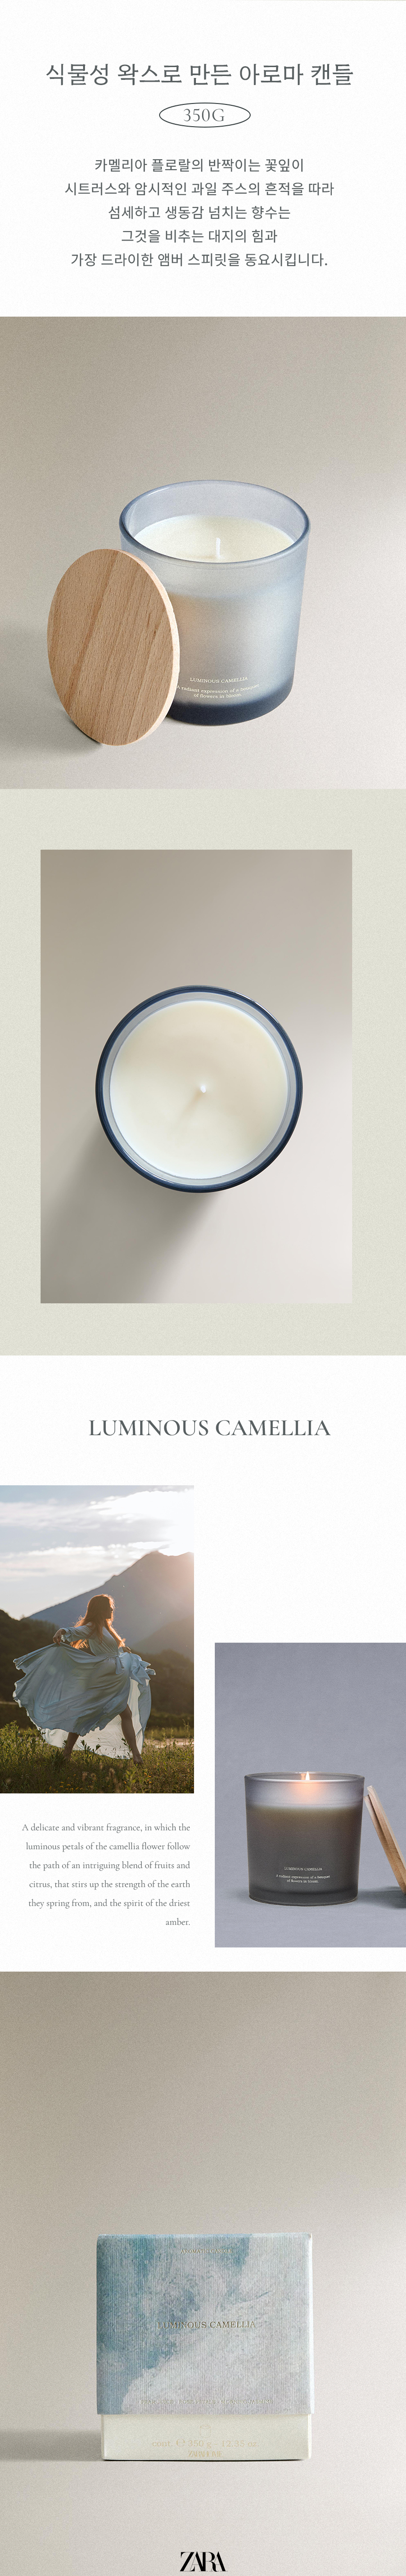 식물성 왁스로 만든 아로마 캔들
350G
카멜리아 플로랄의 반짝이는 꽃잎이
시트러스와 암시적인 과일 주스의 흔적을 따라
섬세하고 생동감 넘치는 향수는
그것을 비추는 대지의 힘과
가장 드라이한 앰버 스피릿을 동요시킵니다.
LUMINOUS CAMELLIA
A radiant expression of a bouquet
of flowers in bloom
LUMINOUS CAMELLIA
A delicate and vibrant fragrance, in which the
luminous petals of the camellia flower follow
the path of an intriguing blend of fruits and
citrus, that stirs up the strength of the earth
they spring from, and the spirit of the driest
amber.
LUMINOUS CAMELLIA
A radiant expression of a bouquet
of flowers in bloom
LUMINOUS CAMELLIA
cont. ℮ 350 g - 12.35 oz
ZARA